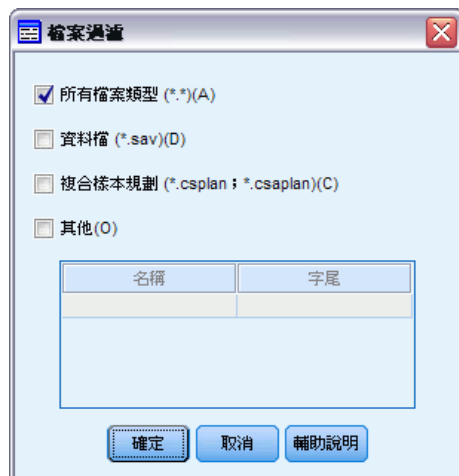 檔案過濾
所有檔案類型 (*.*)(A)
資料檔 (*.sav)(D)
複合樣本規劃 (*.csplan；*.csaplan)(C)
其他(O)
名稱 字尾
確定 取消 輔助說明